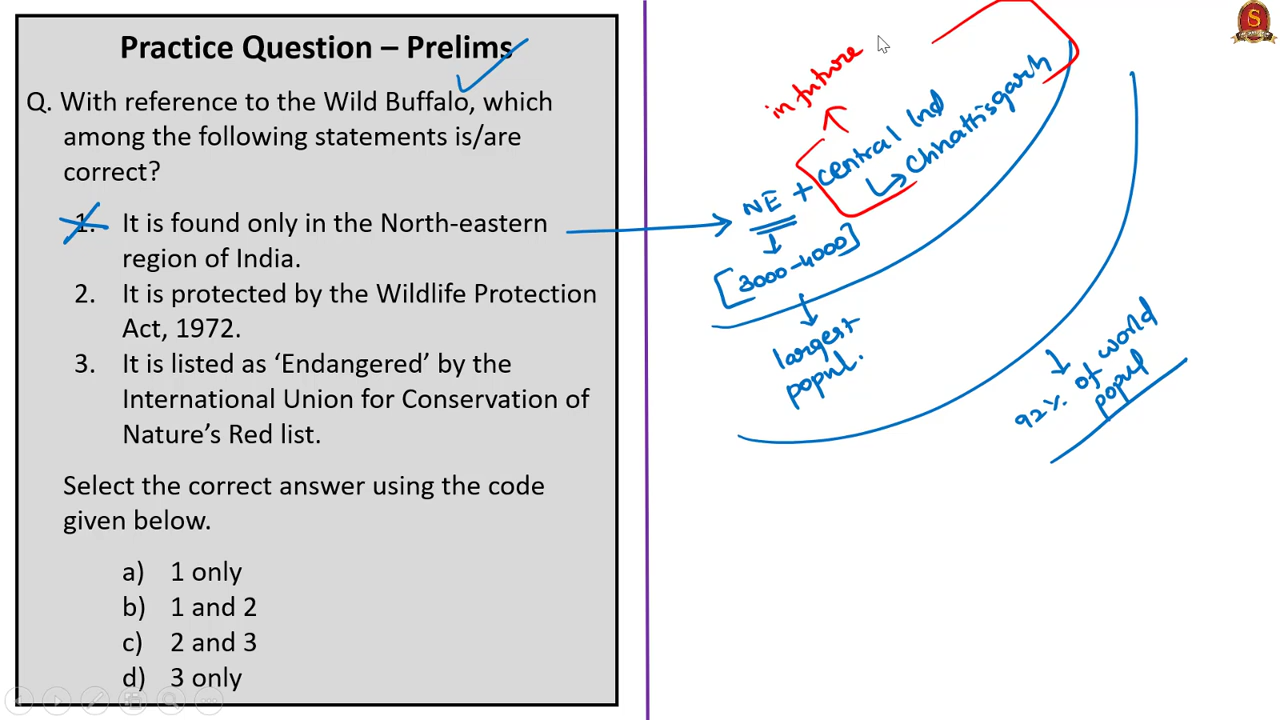 Practice Question – Prelims
Q. With reference to the Wild Buffalo, which
among the following statements is/are
correct?
1. It is found only in the North-eastern
region of India.
2. It is protected by the Wildlife Protection
Act, 1972.
3. It is listed as ‘Endangered’ by the
International Union for Conservation of
Nature’s Red list.
Select the correct answer using the code
given below.
a) 1 only
b) 1 and 2
c) 2 and 3
d) 3 only
in future
NE + central Ind
Chhattisgarh
[3000-4000]
largest
popul.
92% of world
popul
S